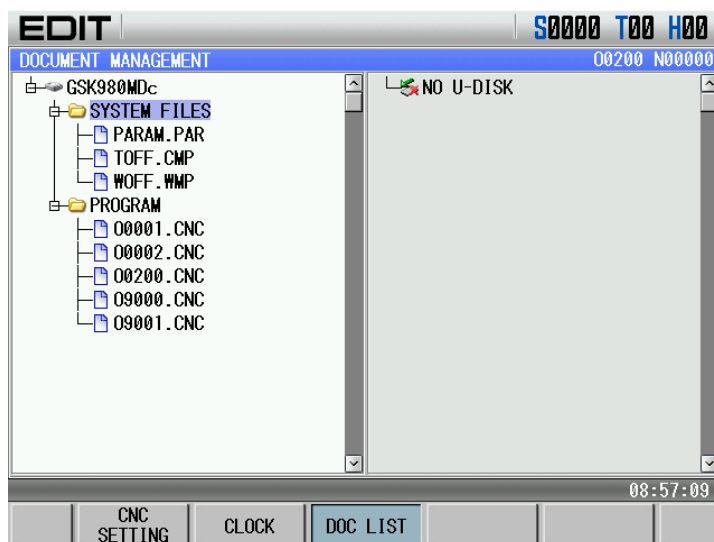 EDIT
S0000 T00 H00
DOCUMENT MANAGEMENT
O0200 N00000
GSK980MDc
SYSTEM FILES
PARAM.PAR
TOFF.CMP
WOFF.WMP
PROGRAM
O0001.CNC
O0002.CNC
O0200.CNC
O9000.CNC
O9001.CNC
NO U-DISK
08:57:09
CNC
SETTING
CLOCK
DOC LIST